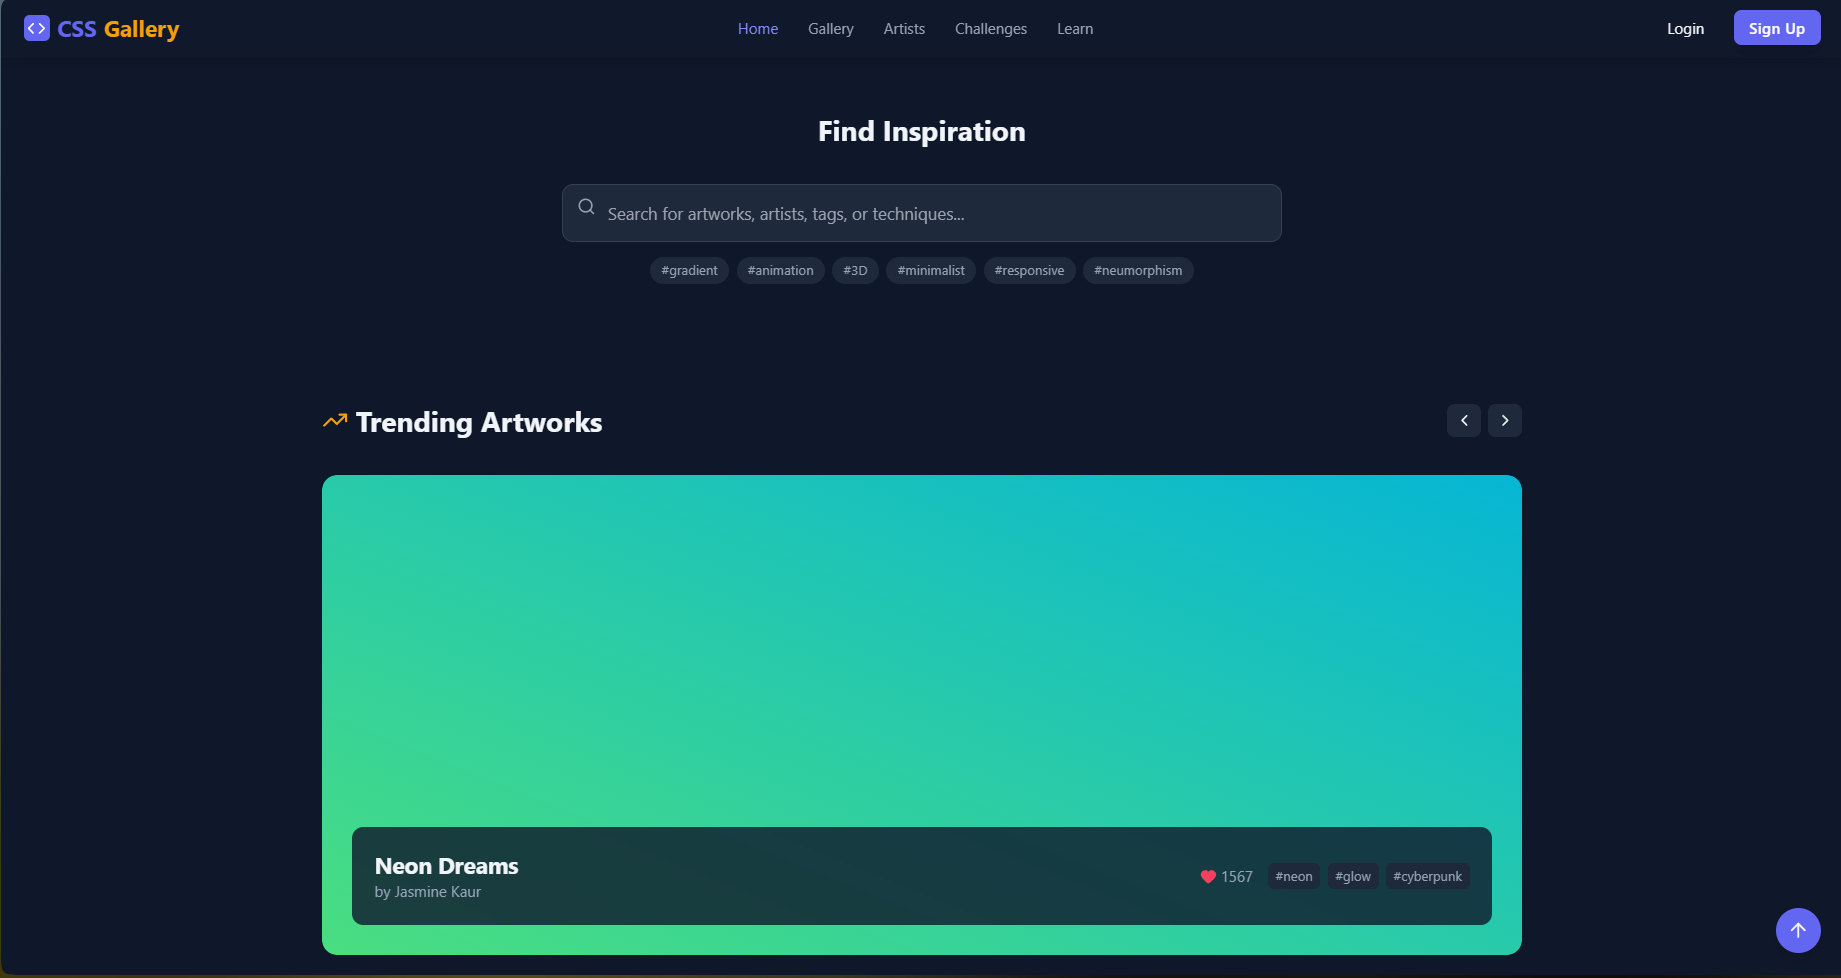 CSS Gallery
Home Gallery Artists Challenges Learn
Login Sign Up
Find Inspiration
Search for artworks, artists, tags, or techniques...
#gradient #animation #3D #minimalist #responsive #neumorphism
Trending Artworks
Neon Dreams
by Jasmine Kaur
1567 #neon #glow #cyberpunk